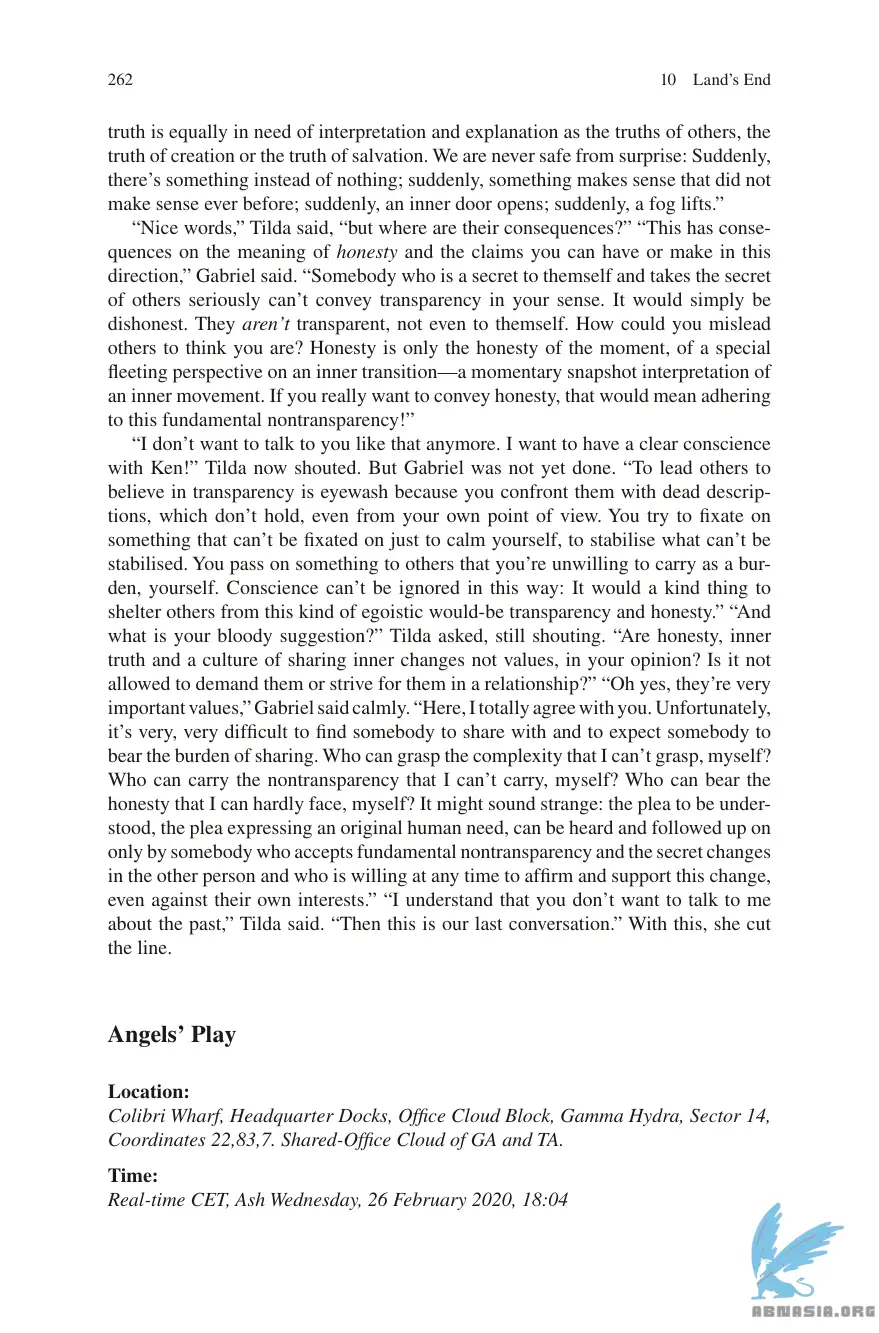 262
10 Land’s End
truth is equally in need of interpretation and explanation as the truths of others, the
truth of creation or the truth of salvation. We are never safe from surprise: Suddenly,
there’s something instead of nothing; suddenly, something makes sense that did not
make sense ever before; suddenly, an inner door opens; suddenly, a fog lifts.”
“Nice words,” Tilda said, “but where are their consequences?” “This has conse-
quences on the meaning of honesty and the claims you can have or make in this
direction,” Gabriel said. “Somebody who is a secret to themself and takes the secret
of others seriously can’t convey transparency in your sense. It would simply be
dishonest. They aren’t transparent, not even to themself. How could you mislead
others to think you are? Honesty is only the honesty of the moment, of a special
fleeting perspective on an inner transition—a momentary snapshot interpretation of
an inner movement. If you really want to convey honesty, that would mean adhering
to this fundamental nontransparency!”
“I don’t want to talk to you like that anymore. I want to have a clear conscience
with Ken!” Tilda now shouted. But Gabriel was not yet done. “To lead others to
believe in transparency is eyewash because you confront them with dead descrip-
tions, which don’t hold, even from your own point of view. You try to fixate on
something that can’t be fixated on just to calm yourself, to stabilise what can’t be
stabilised. You pass on something to others that you’re unwilling to carry as a bur-
den, yourself. Conscience can’t be ignored in this way: It would a kind thing to
shelter others from this kind of egoistic would-be transparency and honesty.” “And
what is your bloody suggestion?” Tilda asked, still shouting. “Are honesty, inner
truth and a culture of sharing inner changes not values, in your opinion? Is it not
allowed to demand them or strive for them in a relationship?” “Oh yes, they’re very
important values,” Gabriel said calmly. “Here, I totally agree with you. Unfortunately,
it’s very, very difficult to find somebody to share with and to expect somebody to
bear the burden of sharing. Who can grasp the complexity that I can’t grasp, myself?
Who can carry the nontransparency that I can’t carry, myself? Who can bear the
honesty that I can hardly face, myself? It might sound strange: the plea to be under-
stood, the plea expressing an original human need, can be heard and followed up on
only by somebody who accepts fundamental nontransparency and the secret changes
in the other person and who is willing at any time to affirm and support this change,
even against their own interests.” “I understand that you don’t want to talk to me
about the past,” Tilda said. “Then this is our last conversation.” With this, she cut
the line.
Angels’ Play
Location:
Colibri Wharf, Headquarter Docks, Office Cloud Block, Gamma Hydra, Sector 14,
Coordinates 22,83,7. Shared-Office Cloud of GA and TA.
Time:
Real-time CET, Ash Wednesday, 26 February 2020, 18:04
ABNASIA.ORG